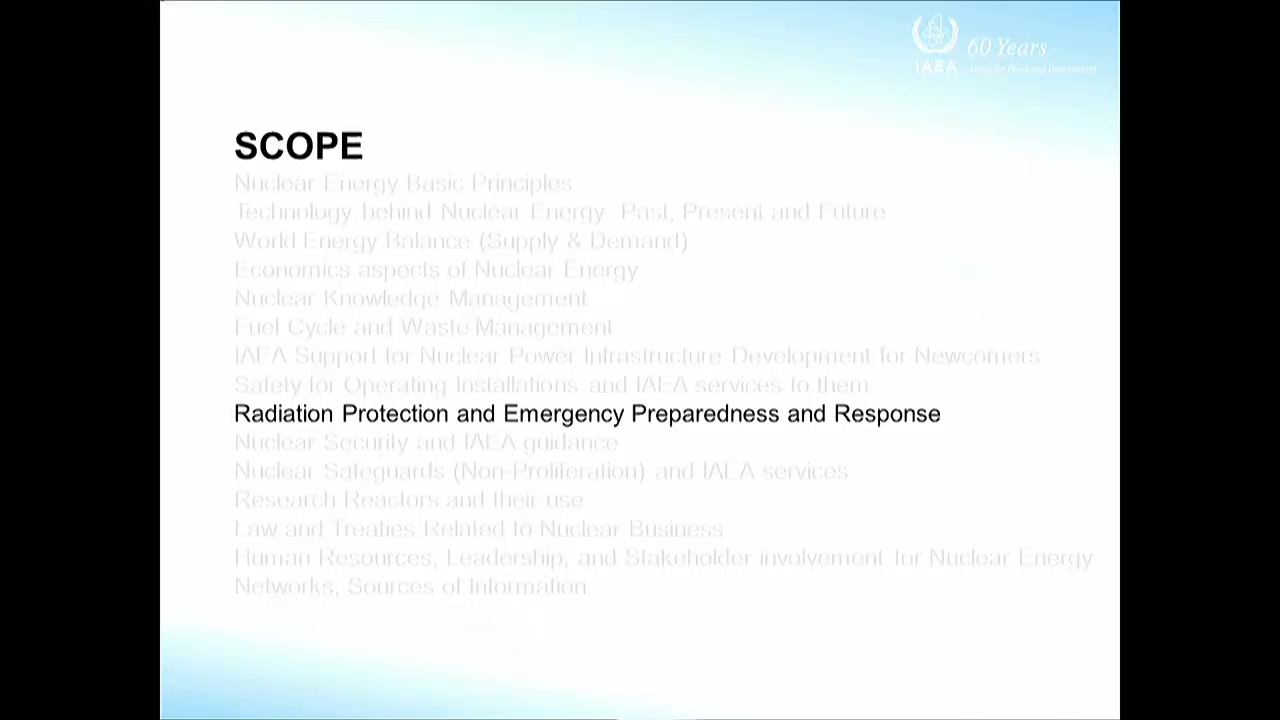 60 Years
IAEA Atoms for Peace and Development
SCOPE
Nuclear Energy Basic Principles
Technology behind Nuclear Energy- Past, Present and Future
World Energy Balance (Supply & Demand)
Economics aspects of Nuclear Energy
Nuclear Knowledge Management
Fuel Cycle and Waste Management
IAEA Support for Nuclear Power Infrastructure Development for Newcomers
Safety for Operating Installations and IAEA services to them
Radiation Protection and Emergency Preparedness and Response
Nuclear Security and IAEA guidance
Nuclear Safeguards (Non-Proliferation) and IAEA services
Research Reactors and their use
Law and Treaties Related to Nuclear Business
Human Resources, Leadership, and Stakeholder involvement for Nuclear Energy
Networks, Sources of Information